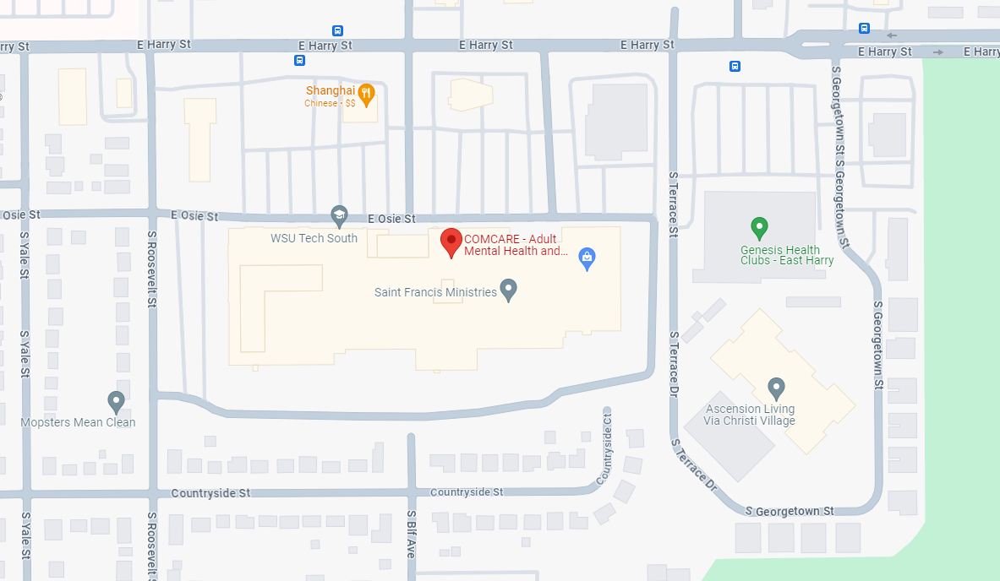 rry St
E Harry St
E Harry St
E Harry St
E Harry St
E Harry St
E Harry
Shanghai
Chinese • $$
S Georgetown St
S Georgetown St
S Terrace St
Osie St
E Osie St
E Osie St
WSU Tech South
COMCARE - Adult
Mental Health and...
Genesis Health
Clubs - East Harry
S Yale St
S Roosevelt St
Saint Francis Ministries
S Yale St
S Terrace Dr
S Georgetown St
Mopsters Mean Clean
Ascension Living
Via Christi Village
Countryside Ct
S Terrace Dr
Countryside St
Countryside St
S Georgetown St
S Yale St
S Roosevelt S
S Blf Ave